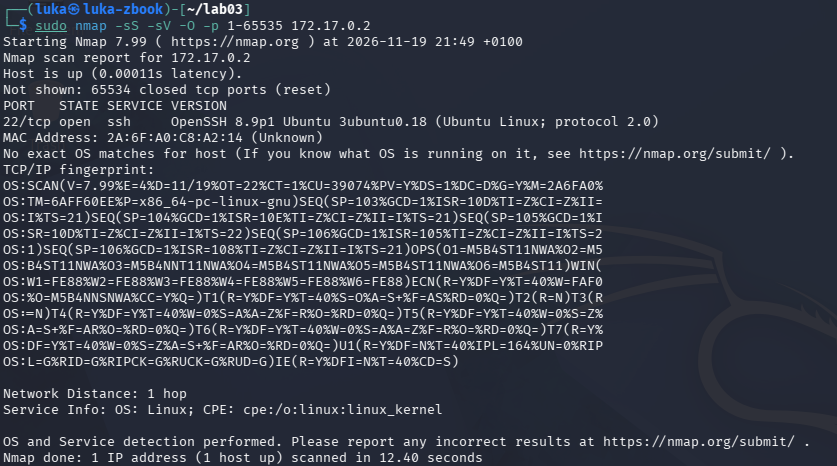 ┌──(luka㉿luka-zbook)-[~/lab03]
└─$ sudo nmap -sS -sV -O -p 1-65535 172.17.0.2
Starting Nmap 7.99 ( https://nmap.org ) at 2026-11-19 21:49 +0100
Nmap scan report for 172.17.0.2
Host is up (0.00011s latency).
Not shown: 65534 closed tcp ports (reset)
PORT   STATE SERVICE VERSION
22/tcp open  ssh     OpenSSH 8.9p1 Ubuntu 3ubuntu0.18 (Ubuntu Linux; protocol 2.0)
MAC Address: 2A:6F:A0:C8:A2:14 (Unknown)
No exact OS matches for host (If you know what OS is running on it, see https://nmap.org/submit/ ).
TCP/IP fingerprint:
OS:SCAN(V=7.99%E=4%D=11/19%OT=22%CT=1%CU=39074%PV=Y%DS=1%DC=D%G=Y%M=2A6FA0%
OS:TM=6AFF60EE%P=x86_64-pc-linux-gnu)SEQ(SP=103%GCD=1%ISR=10D%TI=Z%CI=Z%II=
OS:I%TS=21)SEQ(SP=104%GCD=1%ISR=10E%TI=Z%CI=Z%II=I%TS=21)SEQ(SP=105%GCD=1%I
OS:SR=10D%TI=Z%CI=Z%II=I%TS=22)SEQ(SP=106%GCD=1%ISR=105%TI=Z%CI=Z%II=I%TS=2
OS:1)SEQ(SP=106%GCD=1%ISR=108%TI=Z%CI=Z%II=I%TS=21)OPS(O1=M5B4ST11NWA%O2=M5
OS:B4ST11NWA%O3=M5B4NNT11NWA%O4=M5B4ST11NWA%O5=M5B4ST11NWA%O6=M5B4ST11)WIN(
OS:W1=FE88%W2=FE88%W3=FE88%W4=FE88%W5=FE88%W6=FE88)ECN(R=Y%DF=Y%T=40%W=FAF0
OS:%O=M5B4NNSNWA%CC=Y%Q=)T1(R=Y%DF=Y%T=40%S=O%A=S+%F=AS%RD=0%Q=)T2(R=N)T3(R
OS:=N)T4(R=Y%DF=Y%T=40%W=0%S=A%A=Z%F=R%O=%RD=0%Q=)T5(R=Y%DF=Y%T=40%W=0%S=Z%
OS:A=S+%F=AR%O=%RD=0%Q=)T6(R=Y%DF=Y%T=40%W=0%S=A%A=Z%F=R%O=%RD=0%Q=)T7(R=Y%
OS:DF=Y%T=40%W=0%S=Z%A=S+%F=AR%O=%RD=0%Q=)U1(R=Y%DF=N%T=40%IPL=164%UN=0%RIP
OS:L=G%RID=G%RIPCK=G%RUCK=G%RUD=G)IE(R=Y%DFI=N%T=40%CD=S)
Network Distance: 1 hop
Service Info: OS: Linux; CPE: cpe:/o:linux:linux_kernel
OS and Service detection performed. Please report any incorrect results at https://nmap.org/submit/ .
Nmap done: 1 IP address (1 host up) scanned in 12.40 seconds